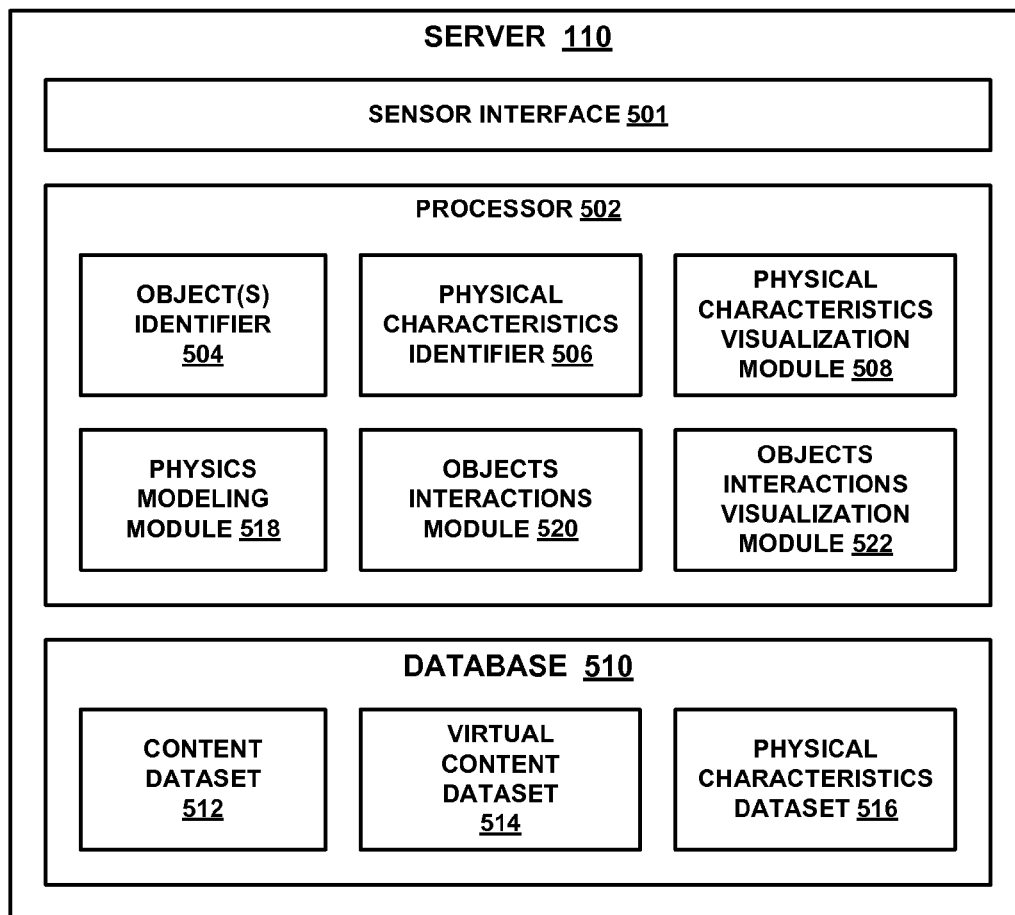 SERVER 110
SENSOR INTERFACE 501
PROCESSOR 502
OBJECT(S)
IDENTIFIER
504
PHYSICAL
CHARACTERISTICS
IDENTIFIER 506
PHYSICAL
CHARACTERISTICS
VISUALIZATION
MODULE 508
PHYSICS
MODELING
MODULE 518
OBJECTS
INTERACTIONS
MODULE 520
OBJECTS
INTERACTIONS
VISUALIZATION
MODULE 522
DATABASE 510
CONTENT
DATASET
512
VIRTUAL
CONTENT
DATASET
514
PHYSICAL
CHARACTERISTICS
DATASET 516